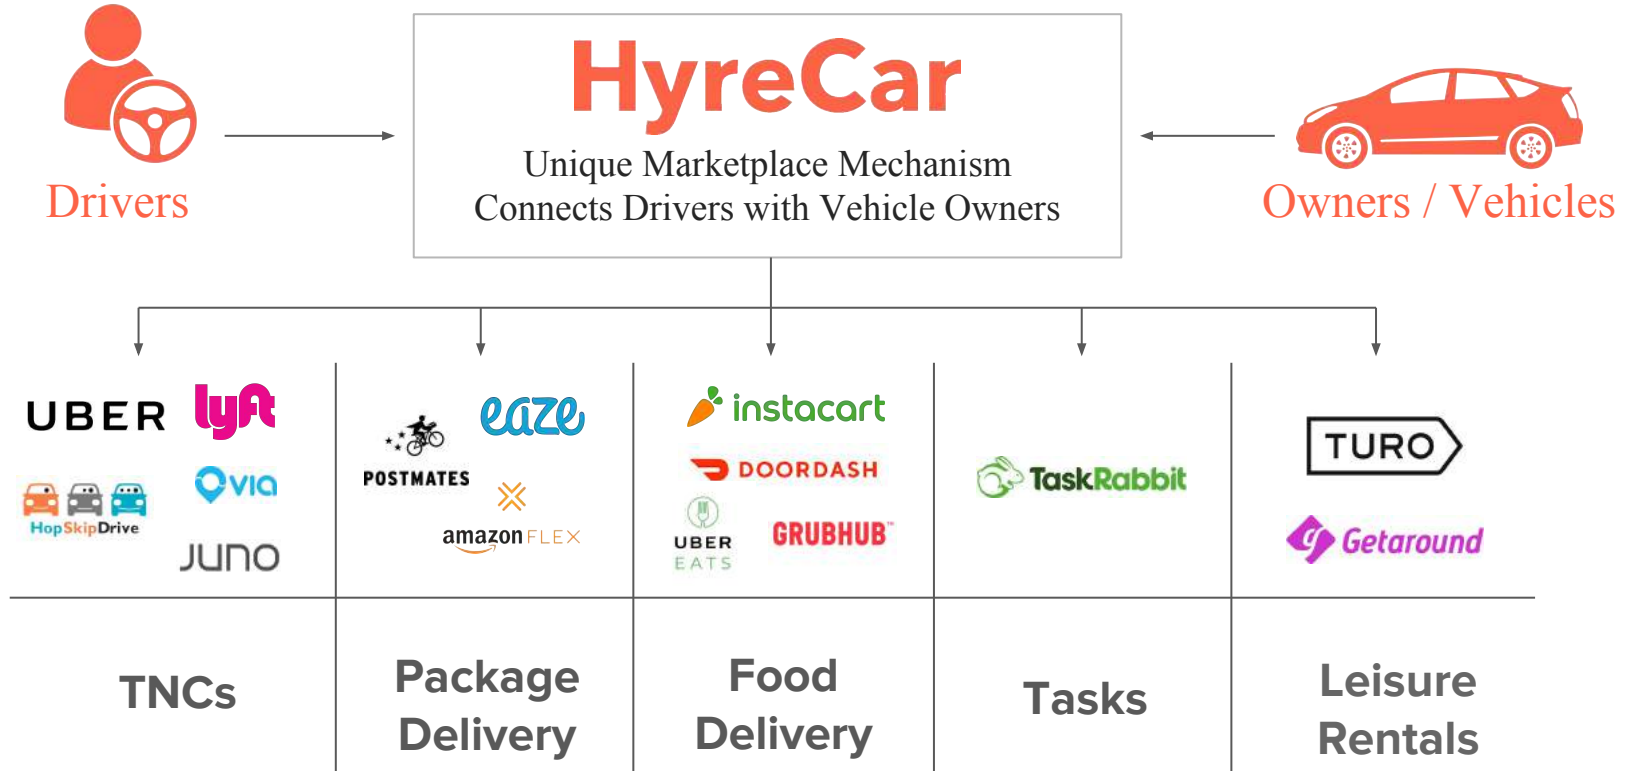 HyreCar
Unique Marketplace Mechanism
Connects Drivers with Vehicle Owners
Drivers
Owners / Vehicles
UBER
lyft
HopSkipDrive
via
JUNO
POSTMATES
eaze
amazon FLEX
instacart
DOORDASH
UBER
EATS
GRUBHUB™
TaskRabbit
TURO
Getaround
TNCs
Package
Delivery
Food
Delivery
Tasks
Leisure
Rentals